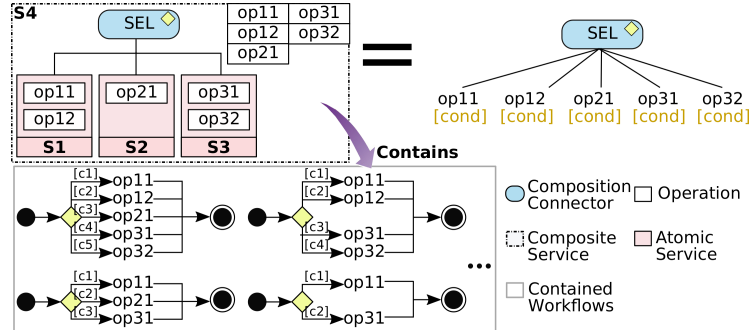 S4
SEL
op11 op31
op12 op32
op21
op11 op21 op31
op12 op32
S1 S2 S3
=
SEL
op11 op12 op21 op31 op32
[cond] [cond] [cond] [cond] [cond]
Contains
[c1] op11
[c2] op12
[c3] op21
[c4] op31
[c5] op32
[c1] op11
[c2] op12
[c3] op31
[c4] op32
[c1] op11
[c2] op21
[c3] op31
[c1] op11
[c2] op31
...
Composition
Connector
Operation
Composite
Service
Atomic
Service
Contained
Workflows